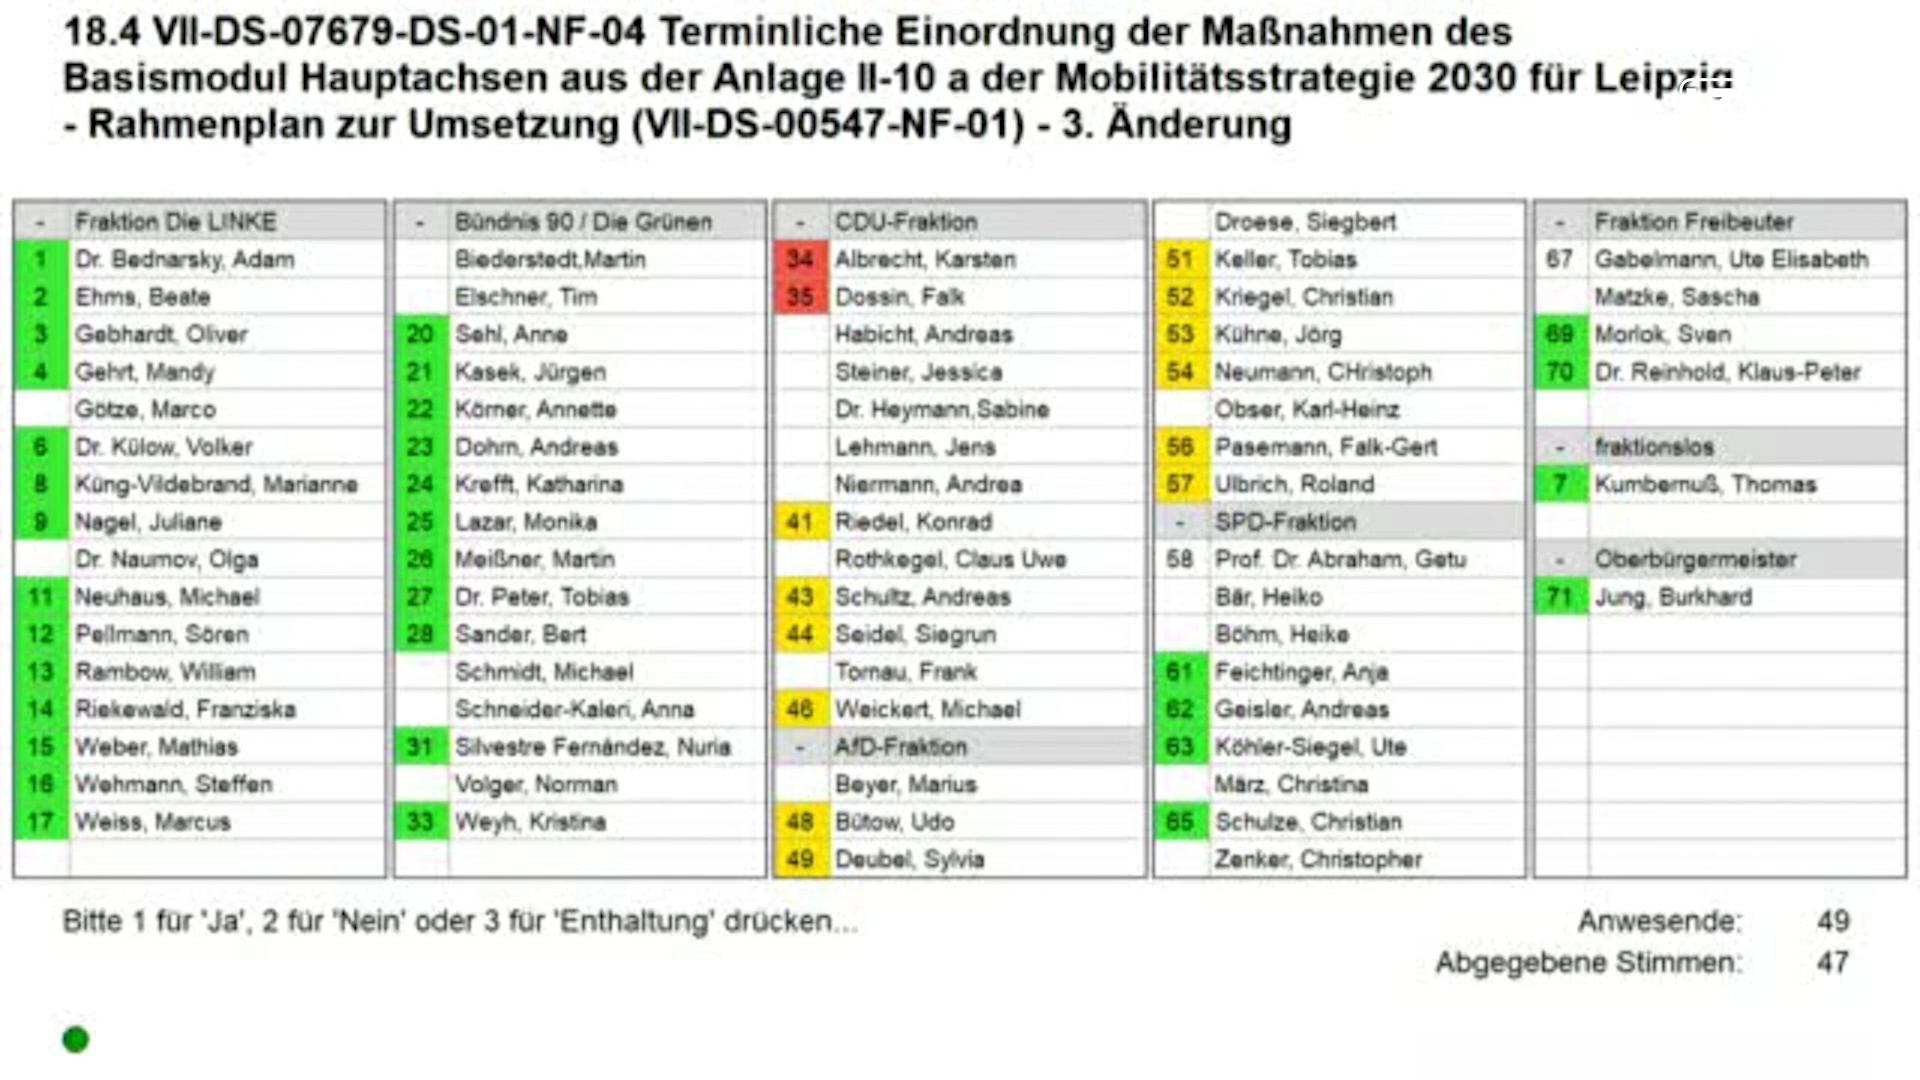 18.4 VII-DS-07679-DS-01-NF-04 Terminliche Einordnung der Maßnahmen des
Basismodul Hauptachsen aus der Anlage II-10 a der Mobilitätsstrategie 2030 für Leipzig
- Rahmenplan zur Umsetzung (VII-DS-00547-NF-01) - 3. Änderung
- Fraktion Die LINKE
1 Dr. Bednarsky, Adam
2 Ehms, Beate
3 Gebhardt, Oliver
4 Gehrt, Mandy
Götze, Marco
6 Dr. Külow, Volker
8 Küng-Vildebrand, Marianne
9 Nagel, Juliane
Dr. Naumov, Olga
11 Neuhaus, Michael
12 Pellmann, Sören
13 Rambow, William
14 Riekewald, Franziska
15 Weber, Mathias
16 Wehmann, Steffen
17 Weiss, Marcus
- Bündnis 90 / Die Grünen
Biederstedt,Martin
Elschner, Tim
20 Sehl, Anne
21 Kasek, Jürgen
22 Körner, Annette
23 Dohrn, Andreas
24 Krefft, Katharina
25 Lazar, Monika
26 Meißner, Martin
27 Dr. Peter, Tobias
28 Sander, Bert
Schmidt, Michael
Schneider-Kaleri, Anna
31 Silvestre Fernández, Nuria
Volger, Norman
33 Weyh, Kristina
- CDU-Fraktion
34 Albrecht, Karsten
35 Dossin, Falk
Habicht, Andreas
Steiner, Jessica
Dr. Heymann,Sabine
Lehmann, Jens
Niermann, Andrea
41 Riedel, Konrad
Rothkegel, Claus Uwe
43 Schultz, Andreas
44 Seidel, Siegrun
Tornau, Frank
46 Weickert, Michael
- AfD-Fraktion
Beyer, Marius
48 Bütow, Udo
49 Deubel, Sylvia
Droese, Siegbert
51 Keller, Tobias
52 Kriegel, Christian
53 Kühne, Jörg
54 Neumann, CHristoph
Obser, Karl-Heinz
56 Pasemann, Falk-Gert
57 Ulbrich, Roland
- SPD-Fraktion
58 Prof. Dr. Abraham, Getu
Bär, Heiko
Böhm, Heike
61 Feichtinger, Anja
62 Geisler, Andreas
63 Köhler-Siegel, Ute
März, Christina
65 Schulze, Christian
Zenker, Christopher
- Fraktion Freibeuter
67 Gabelmann, Ute Elisabeth
Matzke, Sascha
69 Morlok, Sven
70 Dr. Reinhold, Klaus-Peter
- fraktionslos
7 Kumbernuß, Thomas
- Oberbürgermeister
71 Jung, Burkhard
Bitte 1 für 'Ja', 2 für 'Nein' oder 3 für 'Enthaltung' drücken...
Anwesende: 49
Abgegebene Stimmen: 47